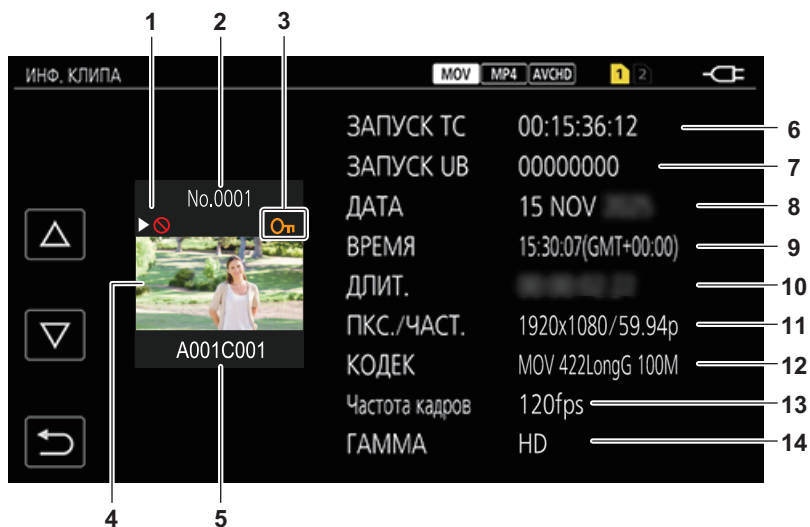 1 2 3
ИНФ. КЛИПА MOV MP4 AVCHD 1 2
ЗАПУСК TC 00:15:36:12 6
ЗАПУСК UB 00000000 7
No.0001
ДАТА 15 NOV 8
ВРЕМЯ 15:30:07(GMT+00:00) 9
ДЛИТ. 10
4
ПКС./ЧАСТ. 1920x1080/59.94p 11
A001C001
КОДЕК MOV 422LongG 100M 12
Частота кадров 120fps 13
ГАММА HD 14
4 5